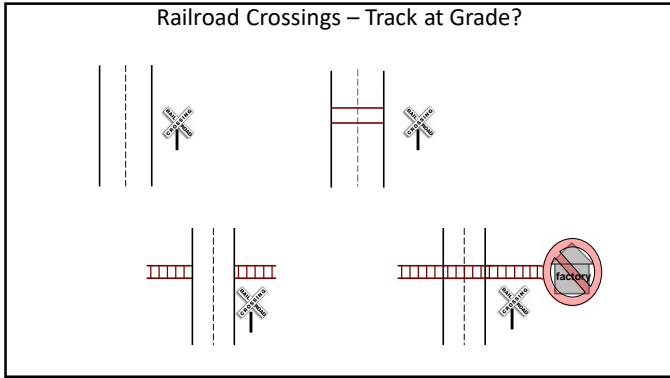 Railroad Crossings – Track at Grade?
RAIL ROAD
CROSSING
RAIL ROAD
CROSSING
RAIL ROAD
CROSSING
RAIL ROAD
CROSSING
factory